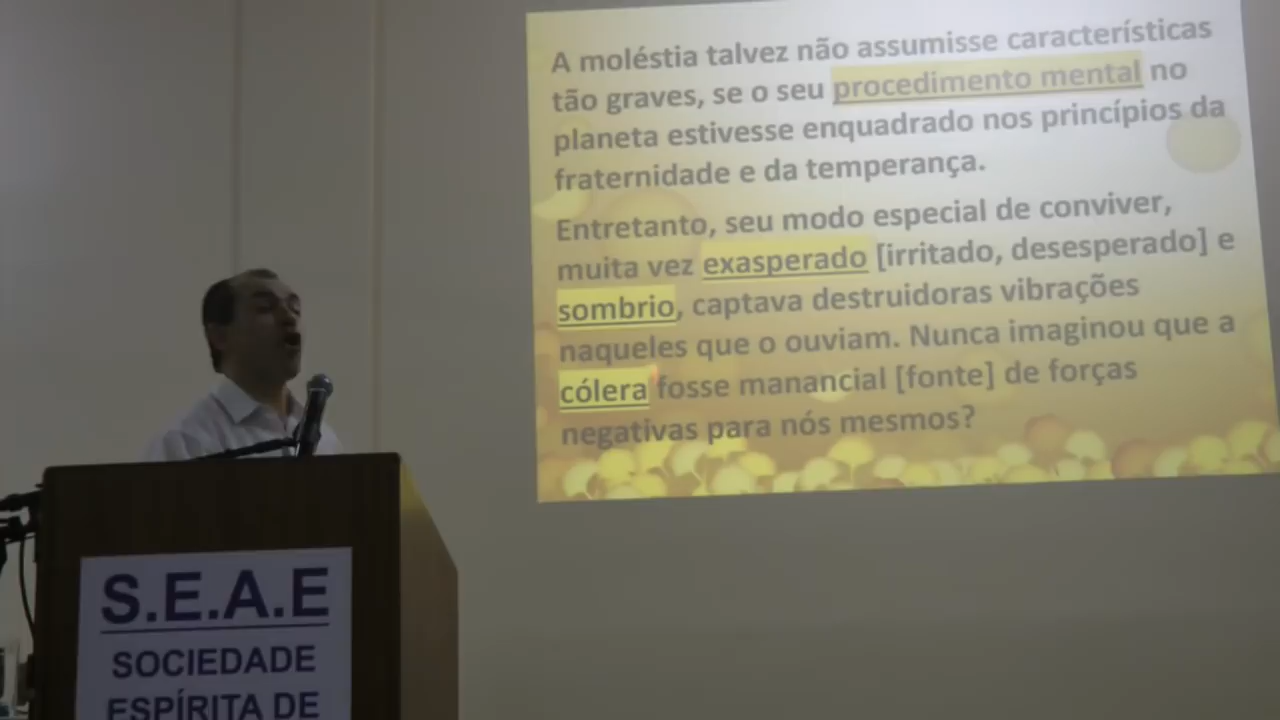 A moléstia talvez não assumisse características
tão graves, se o seu procedimento mental no
planeta estivesse enquadrado nos princípios da
fraternidade e da temperança.
Entretanto, seu modo especial de conviver,
muita vez exasperado [irritado, desesperado] e
sombrio, captava destruidoras vibrações
naqueles que o ouviam. Nunca imaginou que a
cólera fosse manancial [fonte] de forças
negativas para nós mesmos?
S.E.A.E
SOCIEDADE
ESPÍRITA DE